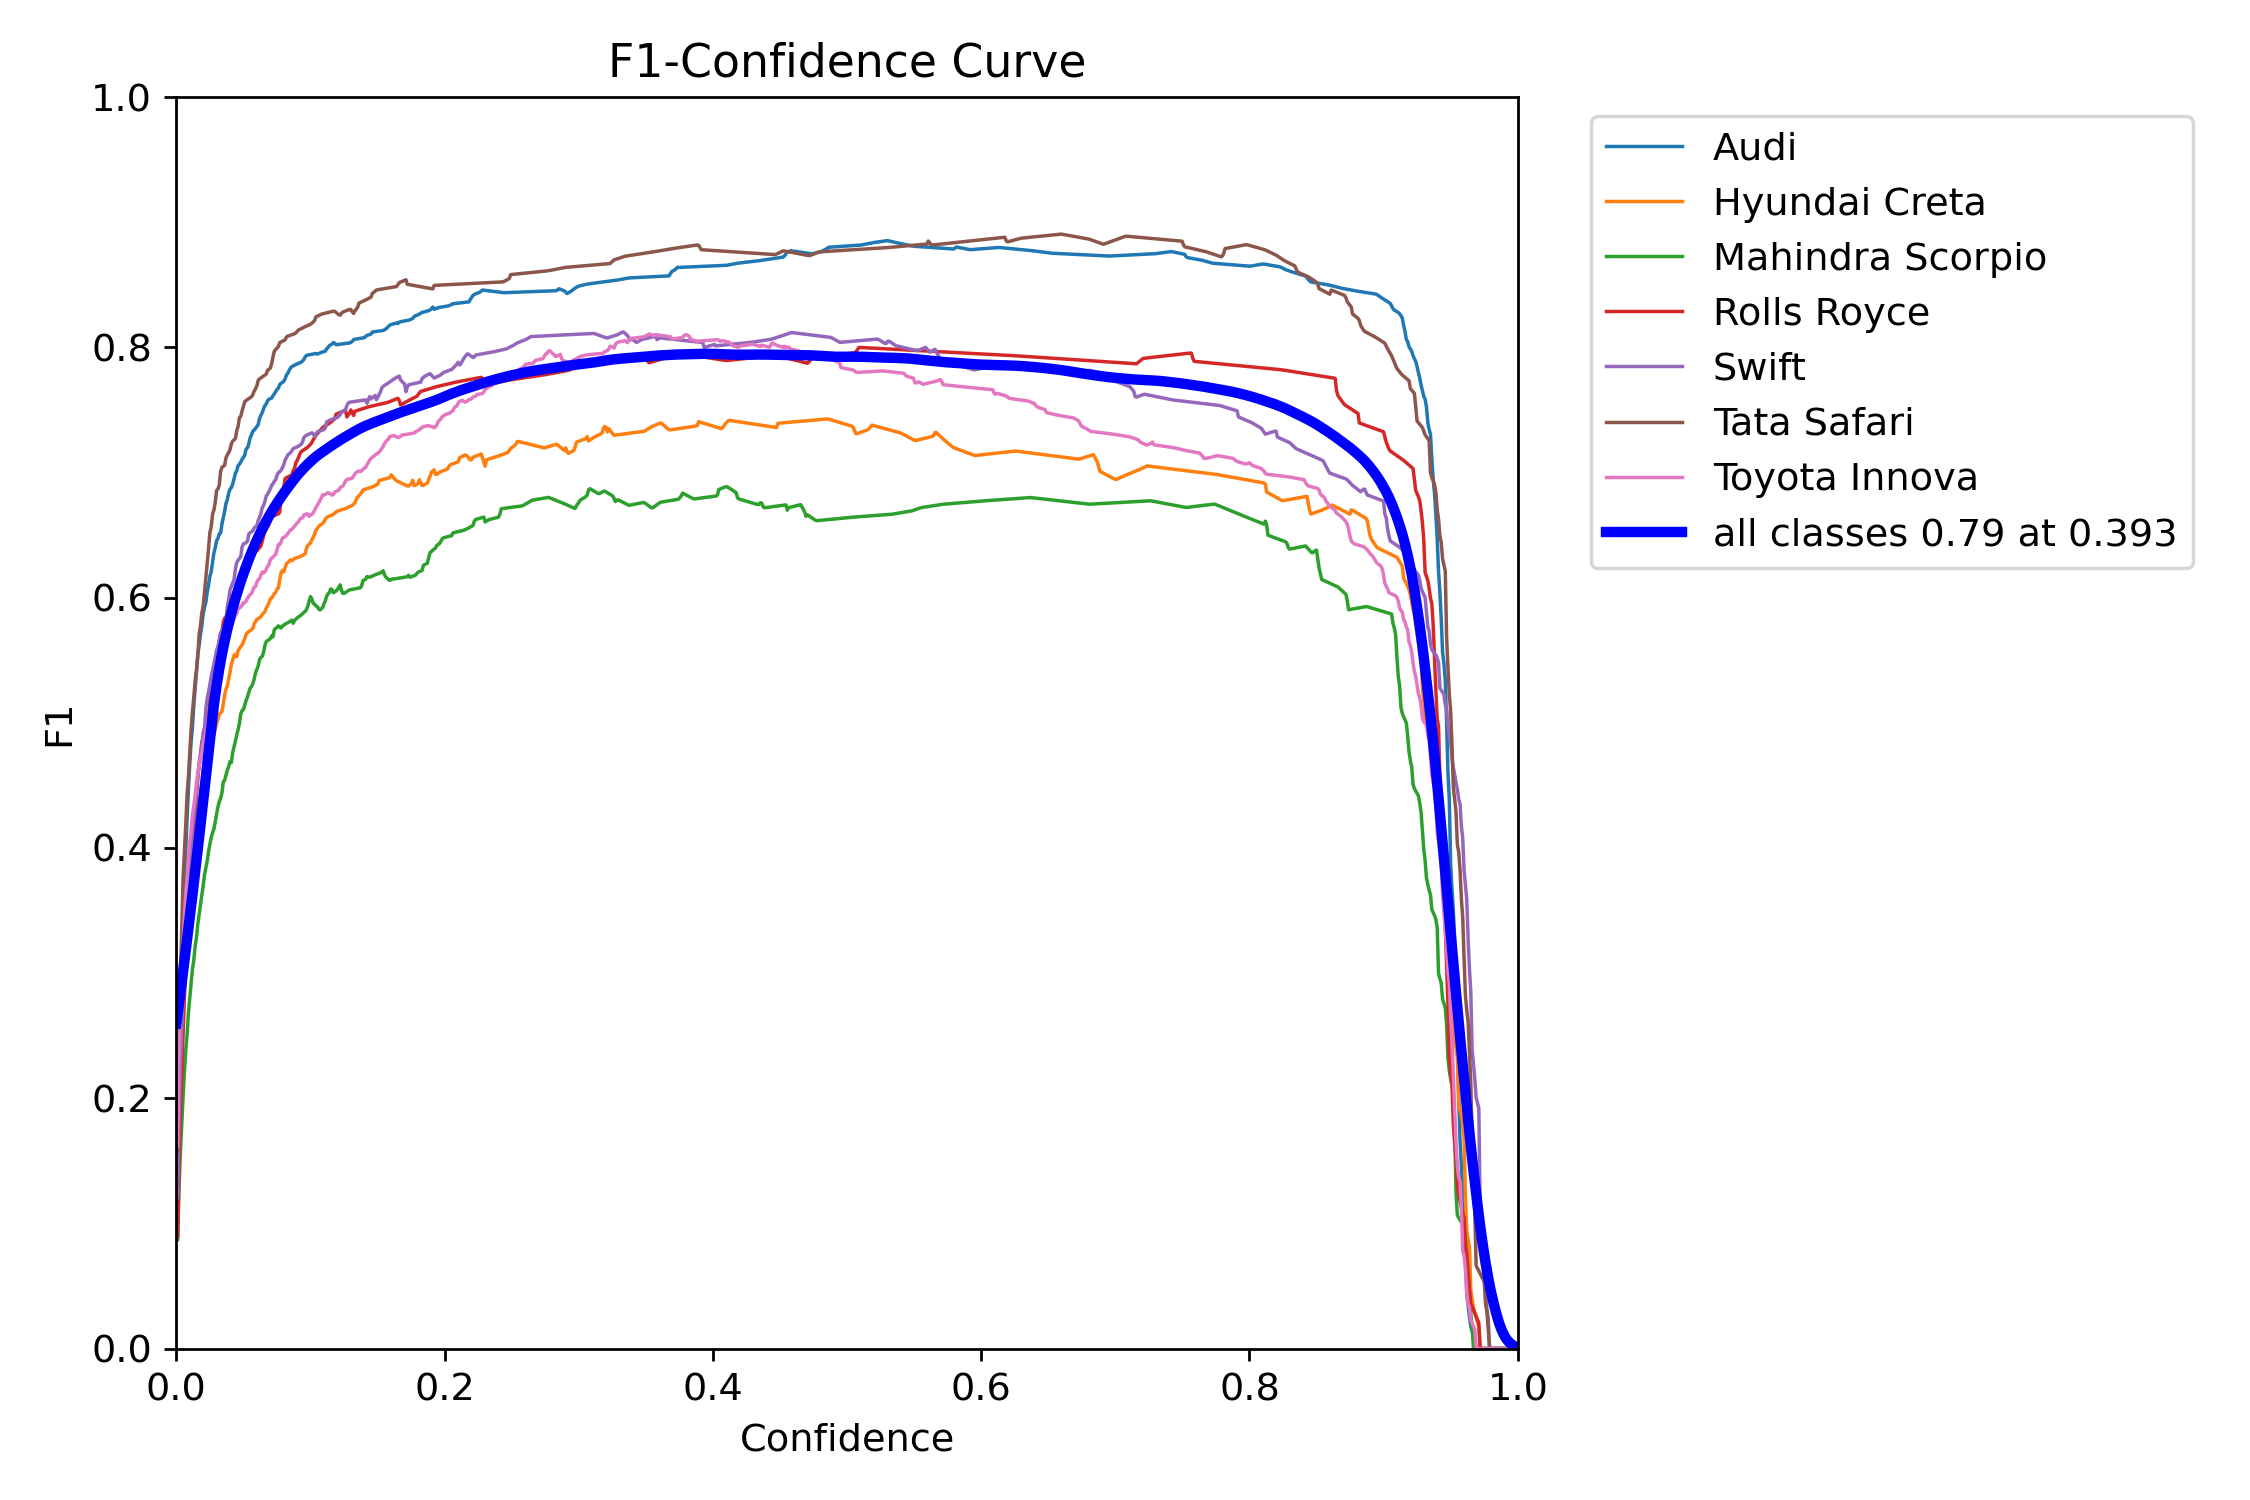 F1-Confidence Curve
1.0
0.8
0.6
0.4
0.2
0.0
F1
0.0 0.2 0.4 0.6 0.8 1.0
Confidence
Audi
Hyundai Creta
Mahindra Scorpio
Rolls Royce
Swift
Tata Safari
Toyota Innova
all classes 0.79 at 0.393